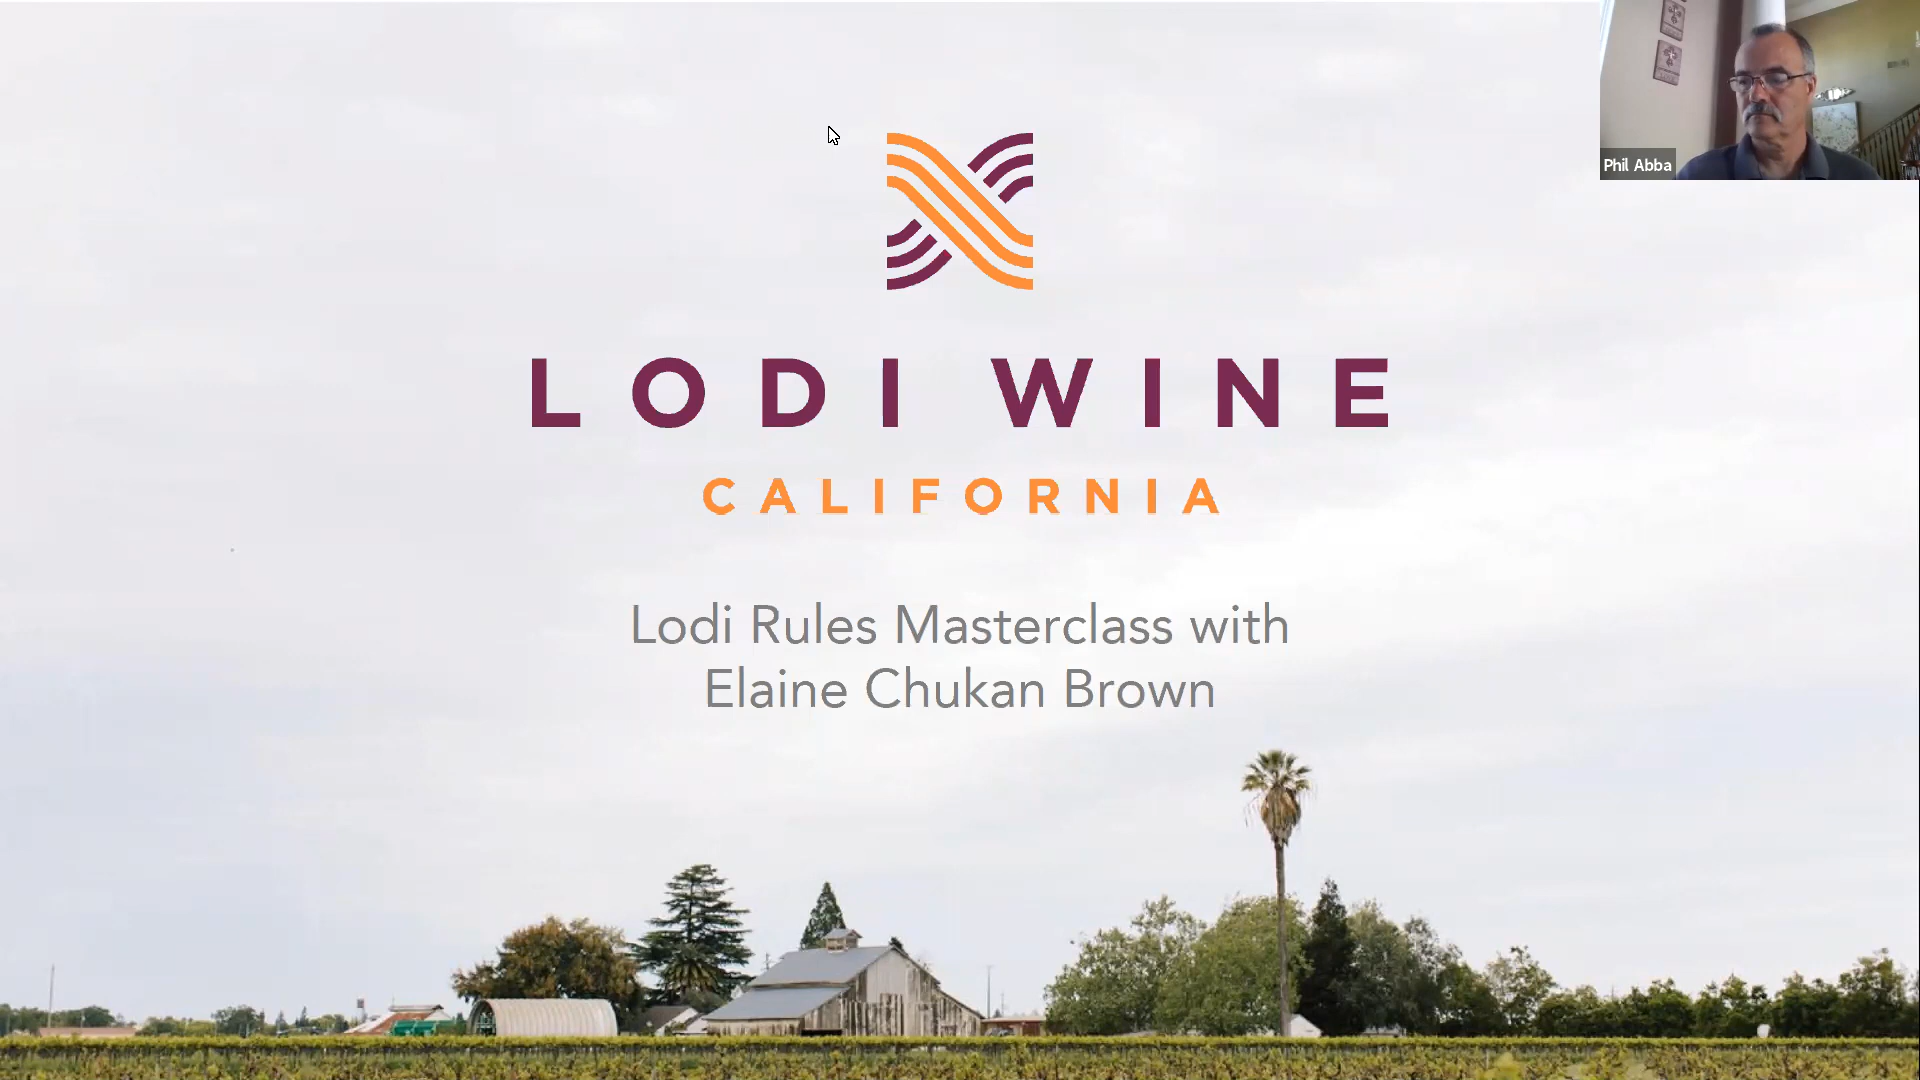 LODI WINE
CALIFORNIA
Lodi Rules Masterclass with
Elaine Chukan Brown
Phil Abba